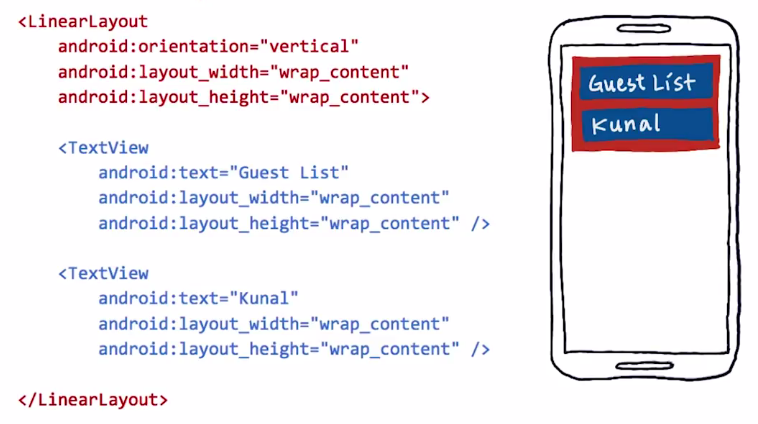 <LinearLayout
android:orientation="vertical"
android:layout_width="wrap_content"
android:layout_height="wrap_content">
<TextView
android:text="Guest List"
android:layout_width="wrap_content"
android:layout_height="wrap_content" />
<TextView
android:text="Kunal"
android:layout_width="wrap_content"
android:layout_height="wrap_content" />
</LinearLayout>
Guest List
Kunal